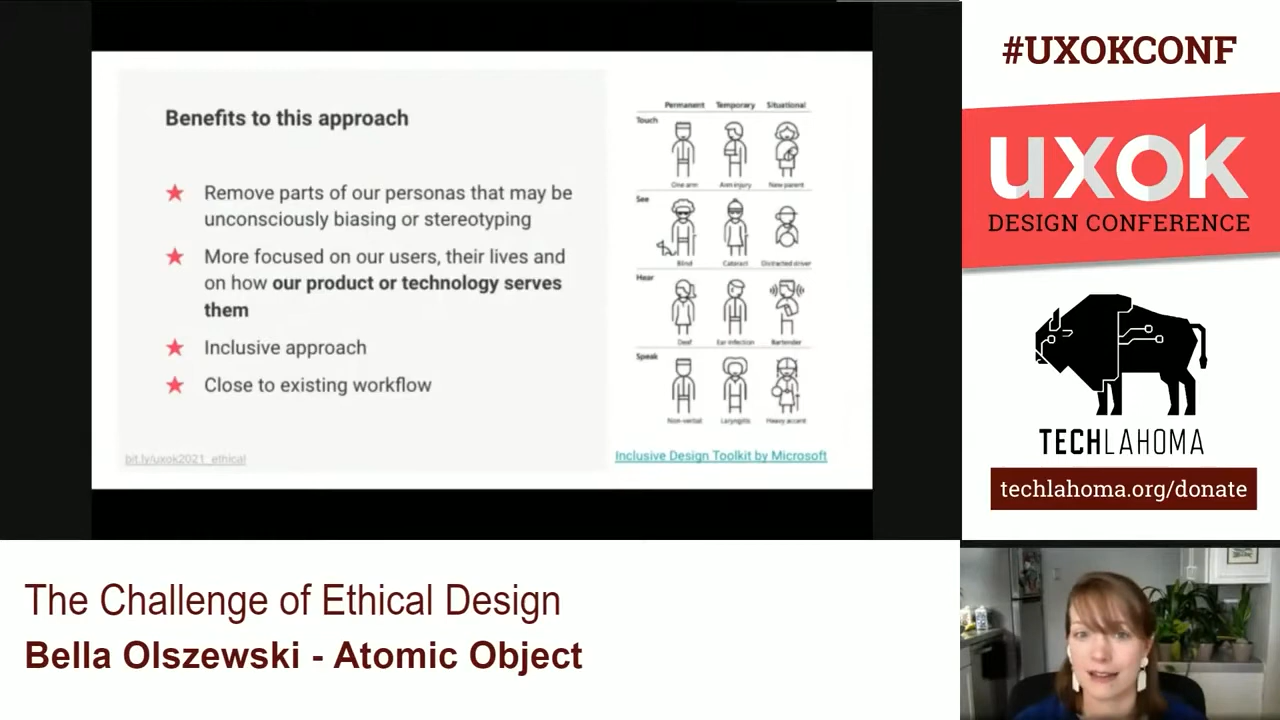 Benefits to this approach
Remove parts of our personas that may be
unconsciously biasing or stereotyping
More focused on our users, their lives and
on how our product or technology serves
them
Inclusive approach
Close to existing workflow
bit.ly/uxok2021_ethical
Permanent Temporary Situational
Touch
One arm Arm injury New parent
See
Blind Cataract Distracted driver
Hear
Deaf Ear infection Bartender
Speak
Non-verbal Laryngitis Heavy accent
Inclusive Design Toolkit by Microsoft
#UXOKCONF
uxok
DESIGN CONFERENCE
TECHLAHOMA
techlahoma.org/donate
The Challenge of Ethical Design
Bella Olszewski - Atomic Object